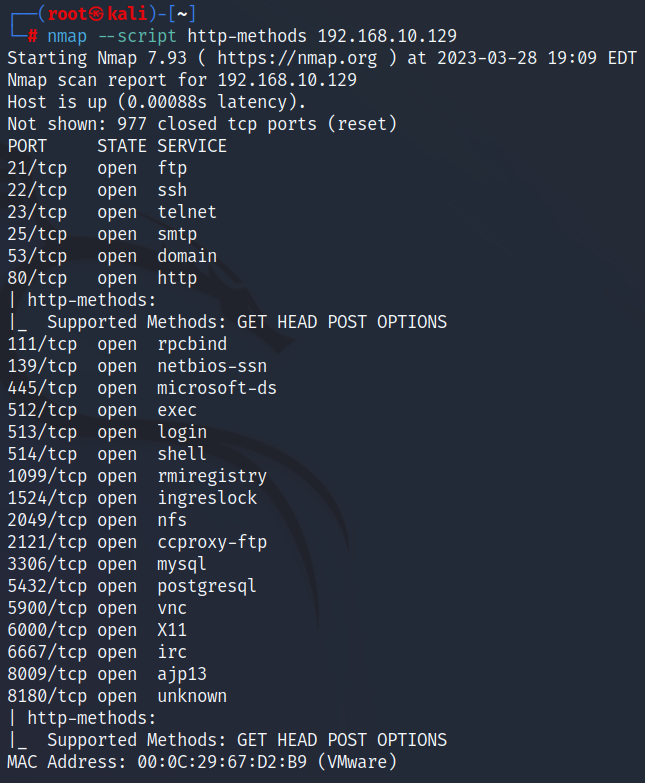 ┌──(root㉿kali)-[~]
└─# nmap --script http-methods 192.168.10.129
Starting Nmap 7.93 ( https://nmap.org ) at 2023-03-28 19:09 EDT
Nmap scan report for 192.168.10.129
Host is up (0.00088s latency).
Not shown: 977 closed tcp ports (reset)
PORT     STATE SERVICE
21/tcp   open  ftp
22/tcp   open  ssh
23/tcp   open  telnet
25/tcp   open  smtp
53/tcp   open  domain
80/tcp   open  http
| http-methods:
|_  Supported Methods: GET HEAD POST OPTIONS
111/tcp  open  rpcbind
139/tcp  open  netbios-ssn
445/tcp  open  microsoft-ds
512/tcp  open  exec
513/tcp  open  login
514/tcp  open  shell
1099/tcp open  rmiregistry
1524/tcp open  ingreslock
2049/tcp open  nfs
2121/tcp open  ccproxy-ftp
3306/tcp open  mysql
5432/tcp open  postgresql
5900/tcp open  vnc
6000/tcp open  X11
6667/tcp open  irc
8009/tcp open  ajp13
8180/tcp open  unknown
| http-methods:
|_  Supported Methods: GET HEAD POST OPTIONS
MAC Address: 00:0C:29:67:D2:B9 (VMware)